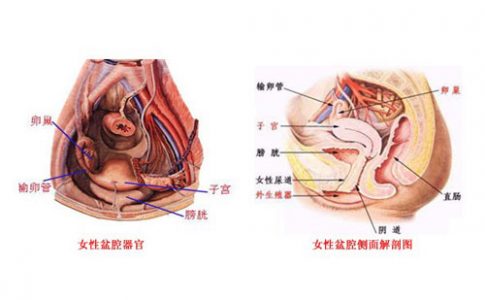 卵巢
输卵管
子宫
膀胱
女性盆腔器官
输卵管
卵巢
子宫
膀胱
女性尿道
外生殖器
阴道
直肠
女性盆腔侧面解剖图